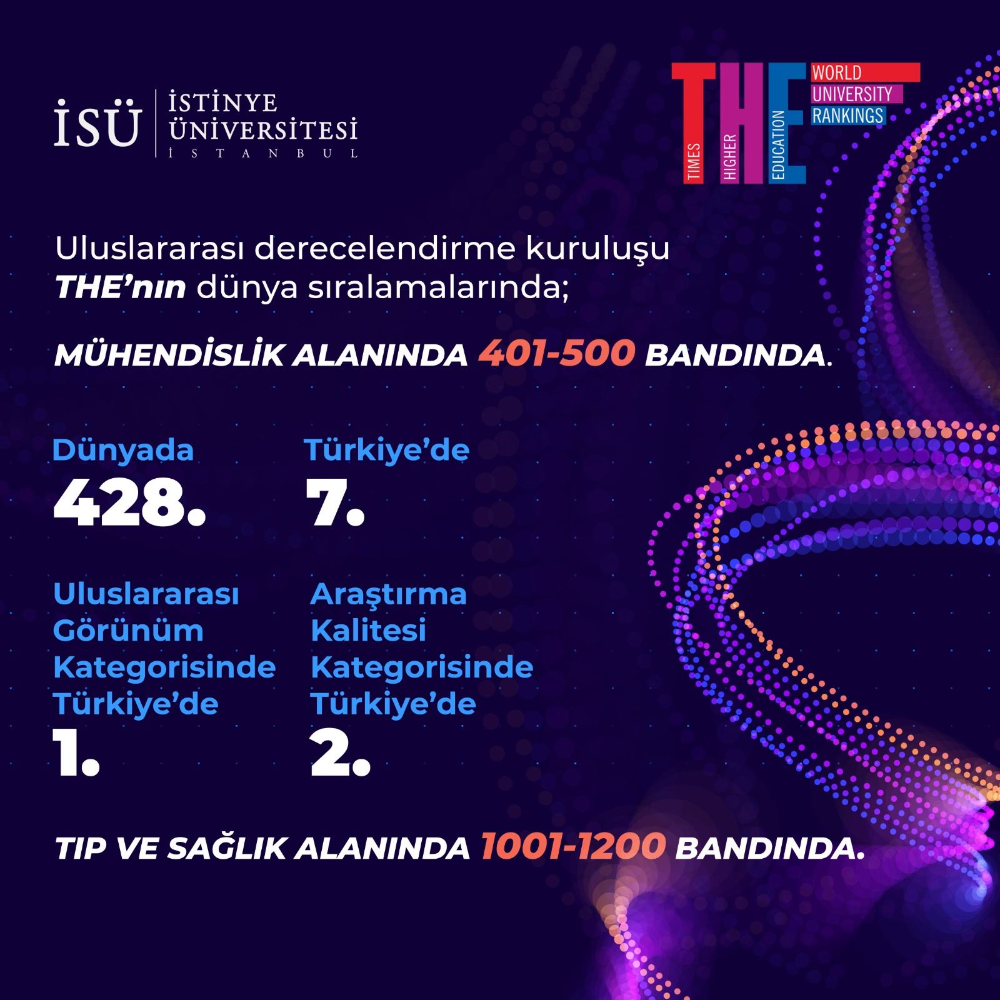 İSÜ
İSTİNYE
ÜNİVERSİTESİ
İSTANBUL
TIMES
HIGHER
EDUCATION
WORLD
UNIVERSITY
RANKINGS
Uluslararası derecelendirme kuruluşu
THE’nın dünya sıralamalarında;
MÜHENDİSLİK ALANINDA 401-500 BANDINDA.
Dünyada
428.
Türkiye’de
7.
Uluslararası
Görünüm
Kategorisinde
Türkiye’de
1.
Araştırma
Kalitesi
Kategorisinde
Türkiye’de
2.
TIP VE SAĞLIK ALANINDA 1001-1200 BANDINDA.